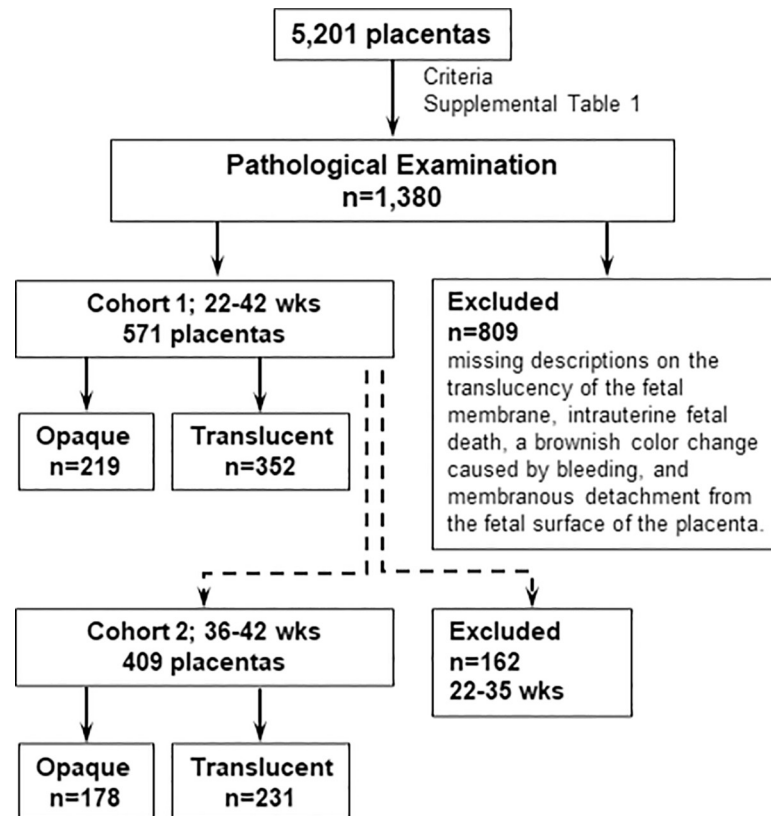 5,201 placentas
Criteria
Supplemental Table 1
Pathological Examination
n=1,380
Cohort 1; 22-42 wks
571 placentas
Excluded
n=809
missing descriptions on the
translucency of the fetal
membrane, intrauterine fetal
death, a brownish color change
caused by bleeding, and
membranous detachment from
the fetal surface of the placenta.
Opaque
n=219
Translucent
n=352
Cohort 2; 36-42 wks
409 placentas
Excluded
n=162
22-35 wks
Opaque
n=178
Translucent
n=231